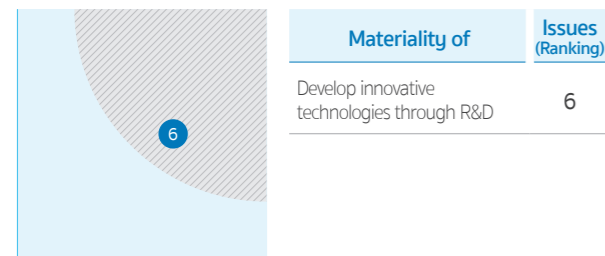 Materiality of
Issues
(Ranking)
Develop innovative
technologies through R&D
6
6